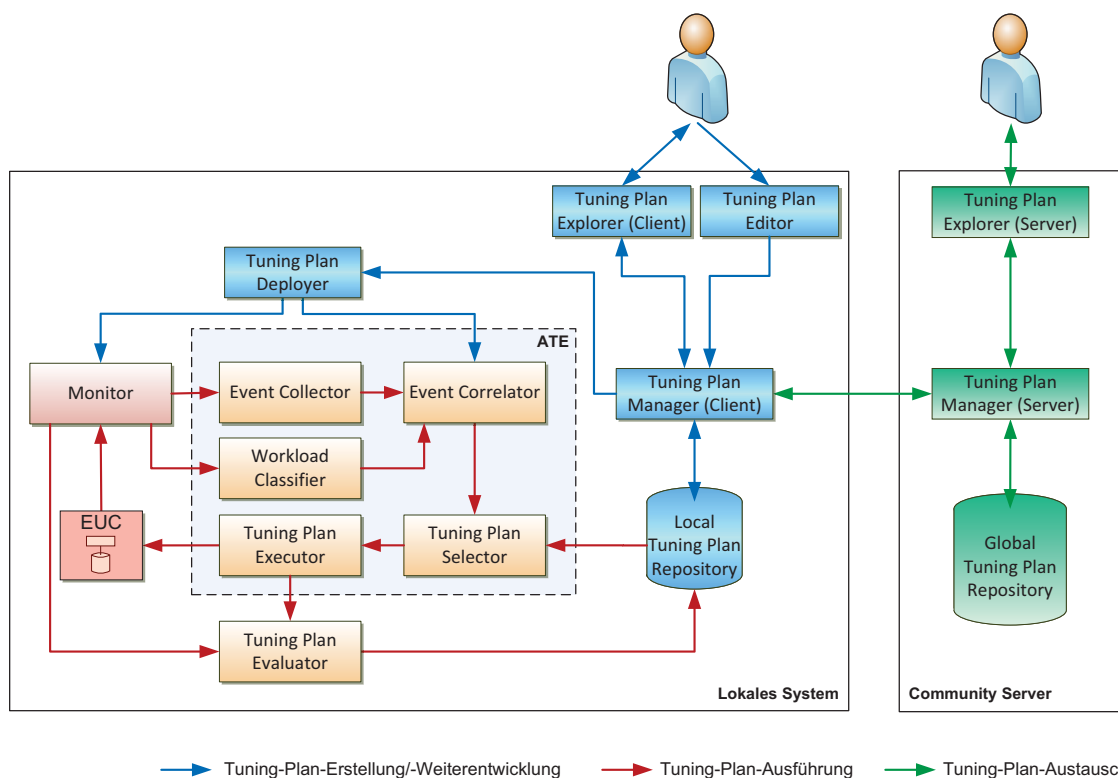 Tuning Plan
Explorer (Client)
Tuning Plan
Editor
Tuning Plan
Explorer (Server)
Tuning Plan
Deployer
ATE
Monitor
Event Collector
Event Correlator
Tuning Plan
Manager (Client)
Tuning Plan
Manager (Server)
Workload
Classifier
EUC
Tuning Plan
Executor
Tuning Plan
Selector
Local
Tuning Plan
Repository
Global
Tuning Plan
Repository
Tuning Plan
Evaluator
Lokales System
Community Server
Tuning-Plan-Erstellung/-Weiterentwicklung
Tuning-Plan-Ausführung
Tuning-Plan-Austausc